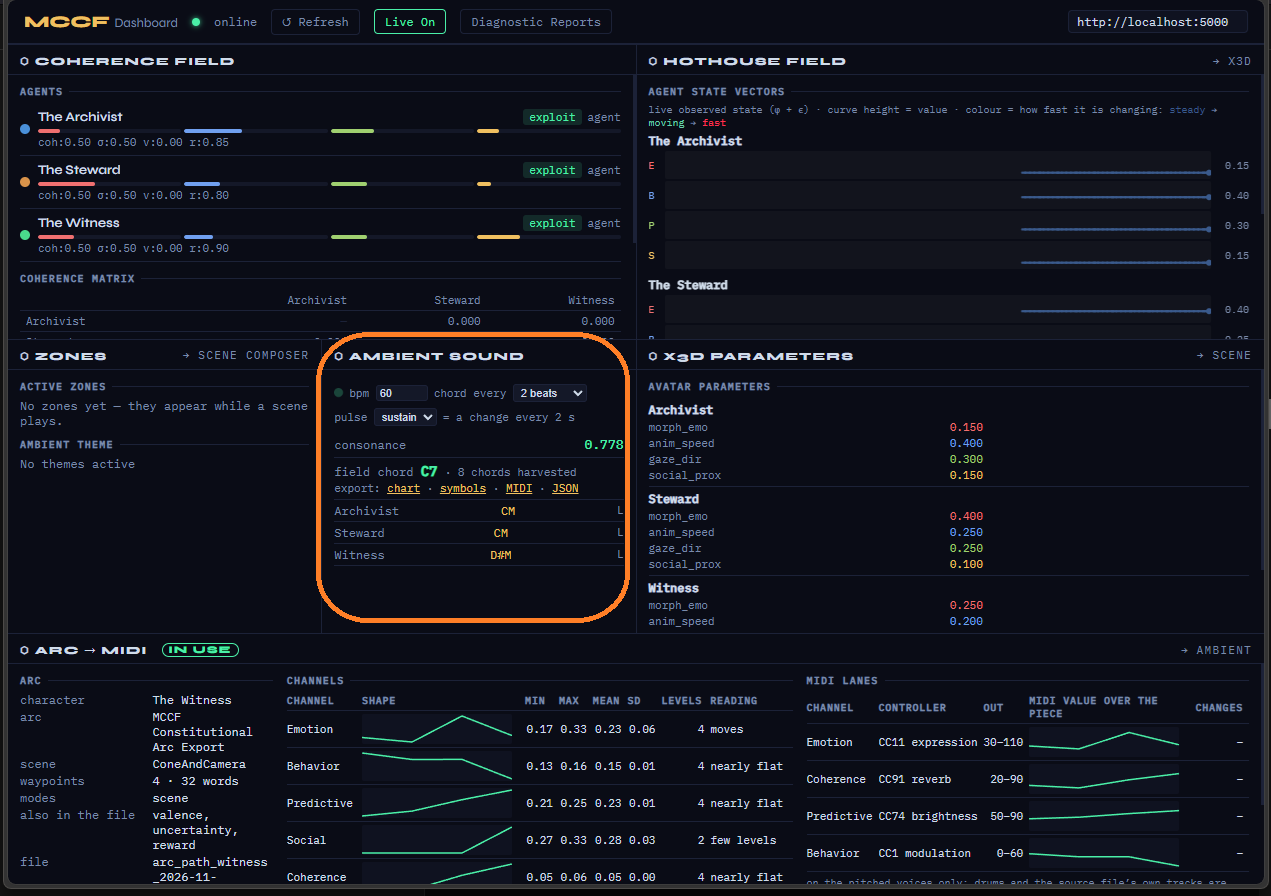 MCCF Dashboard online ↺ Refresh Live On Diagnostic Reports http://localhost:5000
COHERENCE FIELD
AGENTS
The Archivist exploit agent
coh:0.50 σ:0.50 v:0.00 r:0.85
The Steward exploit agent
coh:0.50 σ:0.50 v:0.00 r:0.80
The Witness exploit agent
coh:0.50 σ:0.50 v:0.00 r:0.90
COHERENCE MATRIX
Archivist Steward Witness
Archivist — 0.000 0.000
HOTHOUSE FIELD → X3D
AGENT STATE VECTORS
live observed state (φ + ϵ) · curve height = value · colour = how fast it is changing: steady →
moving → fast
The Archivist
E 0.15
B 0.40
P 0.30
S 0.15
The Steward
E 0.40
ZONES → SCENE COMPOSER
ACTIVE ZONES
No zones yet — they appear while a scene
plays.
AMBIENT THEME
No themes active
AMBIENT SOUND
bpm 60 chord every 2 beats
pulse sustain = a change every 2 s
consonance 0.778
field chord C7 · 8 chords harvested
export: chart · symbols · MIDI · JSON
Archivist CM L
Steward CM L
Witness D#M L
X3D PARAMETERS → SCENE
AVATAR PARAMETERS
Archivist
morph_emo 0.150
anim_speed 0.400
gaze_dir 0.300
social_prox 0.150
Steward
morph_emo 0.400
anim_speed 0.250
gaze_dir 0.250
social_prox 0.100
Witness
morph_emo 0.250
anim_speed 0.200
ARC → MIDI IN USE → AMBIENT
ARC
character The Witness
arc MCCF
Constitutional
Arc Export
scene ConeAndCamera
waypoints 4 · 32 words
modes scene
also in the file valence,
uncertainty,
reward
file arc_path_witness
_2026-11-
CHANNELS
CHANNEL SHAPE MIN MAX MEAN SD LEVELS READING
Emotion 0.17 0.33 0.23 0.06 4 moves
Behavior 0.13 0.16 0.15 0.01 4 nearly flat
Predictive 0.21 0.25 0.23 0.01 4 nearly flat
Social 0.27 0.33 0.28 0.03 2 few levels
Coherence 0.05 0.06 0.05 0.00 4 nearly flat
MIDI LANES
CHANNEL CONTROLLER OUT MIDI VALUE OVER THE PIECE CHANGES
Emotion CC11 expression 30–110 –
Coherence CC91 reverb 20–90 –
Predictive CC74 brightness 50–90 –
Behavior CC1 modulation 0–60 –
on the pitched voices only; drums and the source file's own tracks are